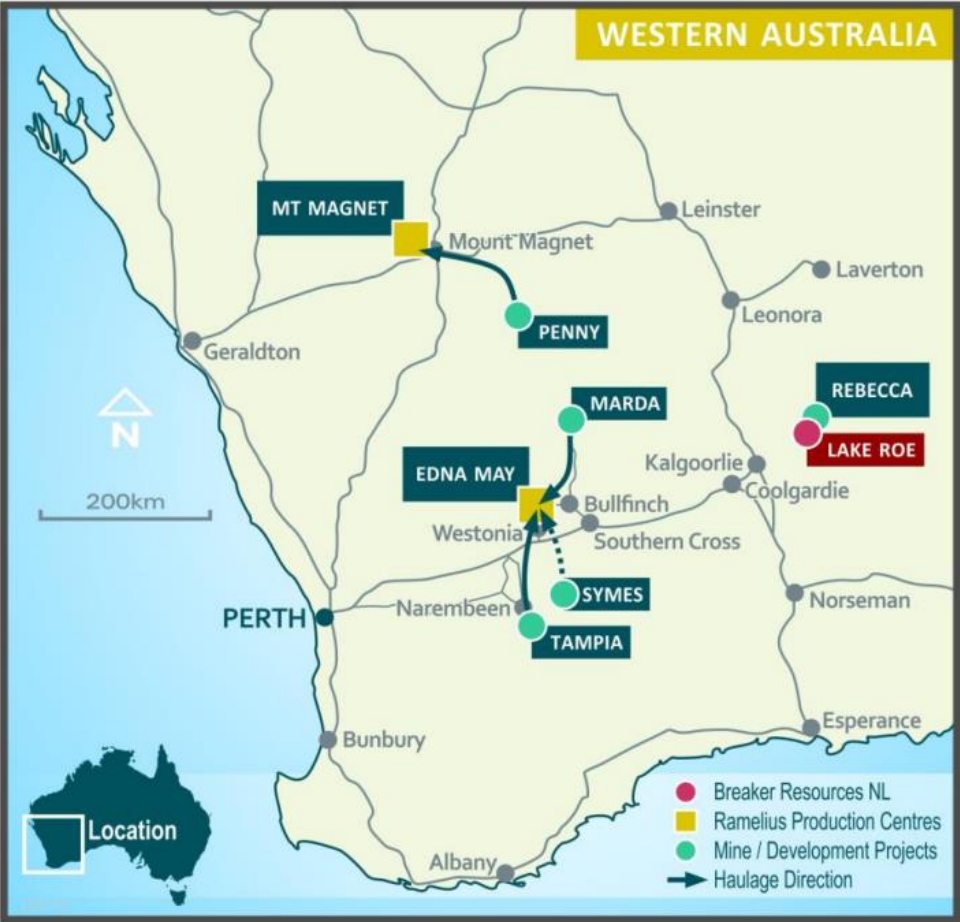 WESTERN AUSTRALIA
MT MAGNET
Mount Magnet
Leinster
Laverton
Leonora
PENNY
Geraldton
N
200km
MARDA
REBECCA
LAKE ROE
EDNA MAY
Kalgoorlie
Coolgardie
Bullfinch
Westonia
Southern Cross
SYMES
Narembeen
TAMPIA
Norseman
PERTH
Bunbury
Esperance
Albany
Location
Breaker Resources NL
Ramelius Production Centres
Mine / Development Projects
Haulage Direction